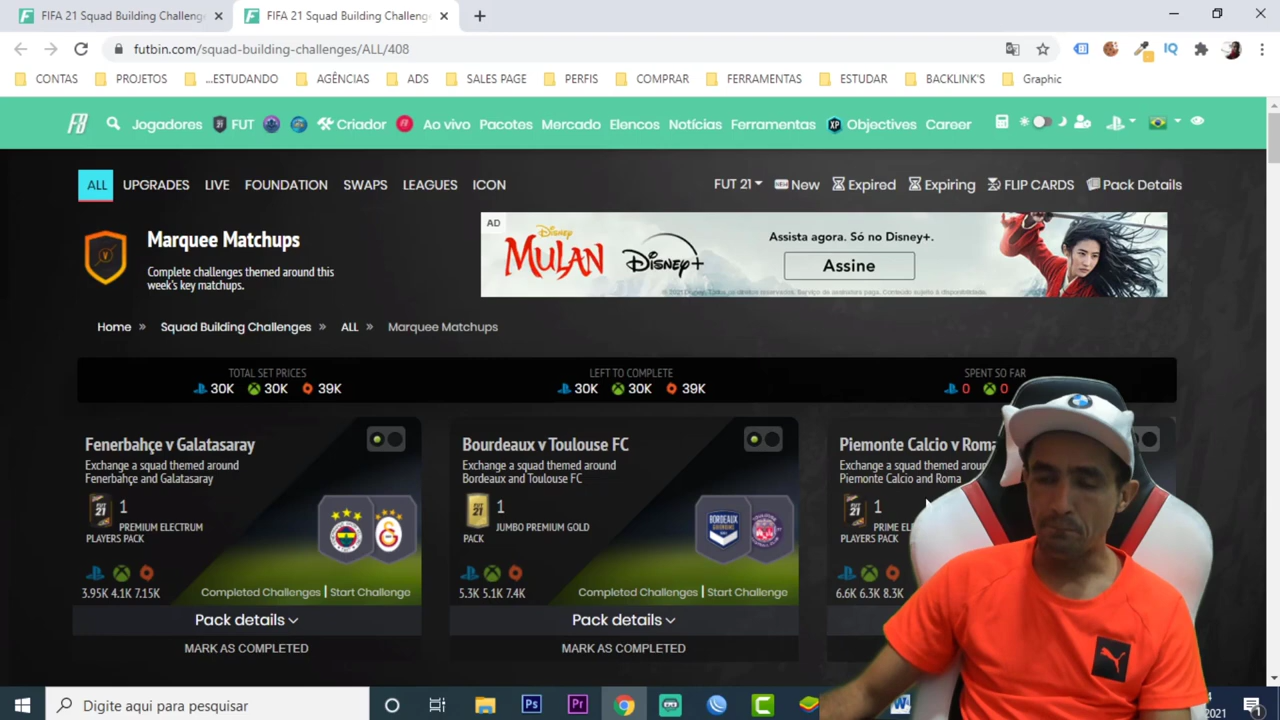 FIFA 21 Squad Building Challenge
FIFA 21 Squad Building Challenge
futbin.com/squad-building-challenges/ALL/408
CONTAS PROJETOS ...ESTUDANDO AGÊNCIAS ADS SALES PAGE PERFIS COMPRAR FERRAMENTAS ESTUDAR BACKLINK'S Graphic
Jogadores FUT Criador Ao vivo Pacotes Mercado Elencos Notícias Ferramentas XP Objectives Career
ALL UPGRADES LIVE FOUNDATION SWAPS LEAGUES ICON FUT 21 New Expired Expiring FLIP CARDS Pack Details
Marquee Matchups
Complete challenges themed around this
week's key matchups.
AD
Disney
MULAN
Disney+
Assista agora. Só no Disney+.
Assine
Home » Squad Building Challenges » ALL » Marquee Matchups
TOTAL SET PRICES
30K 30K 39K
LEFT TO COMPLETE
30K 30K 39K
SPENT SO FAR
0 0
Fenerbahçe v Galatasaray
Exchange a squad themed around
Fenerbahçe and Galatasaray
1
PREMIUM ELECTRUM
PLAYERS PACK
3.95K 4.1K 7.15K
Completed Challenges | Start Challenge
Pack details
MARK AS COMPLETED
Bourdeaux v Toulouse FC
Exchange a squad themed around
Bordeaux and Toulouse FC
1
JUMBO PREMIUM GOLD
PACK
5.3K 5.1K 7.4K
Completed Challenges | Start Challenge
Pack details
MARK AS COMPLETED
Piemonte Calcio v Roma
Exchange a squad themed
Piemonte Calcio and Roma
1
PRIME
PLAYERS PACK
6.6K 6.3K 8.3K
Digite aqui para pesquisar